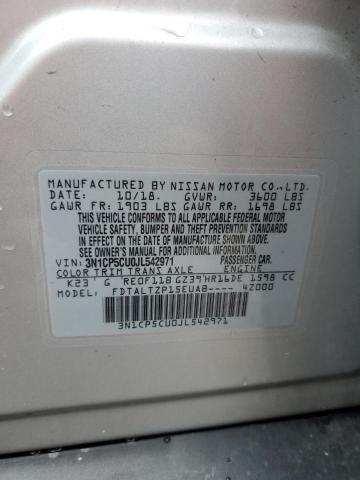 MANUFACTURED BY NISSAN MOTOR CO.,LTD.
DATE: 10/18. GVWR: 3600 LBS
GAWR FR: 1903 LBS GAWR RR: 1698 LBS
THIS VEHICLE CONFORMS TO ALL APPLICABLE FEDERAL MOTOR
VEHICLE SAFETY, BUMPER AND THEFT PREVENTION
STANDARDS IN EFFECT ON THE DATE OF MANUFACTURE SHOWN ABOVE.
SEE OWNERS MANUAL FOR ADDITIONAL INFORMATION.
VIN: 3N1CP5CU0JL542971 PASSENGER CAR.
COLOR TRIM TRANS AXLE ENGINE
K23 G RE0F11B GZ39 HR16DE 1598 CC
FDTALTZP15EUAB---- 4Z000
3N1CP5CU0JL542971